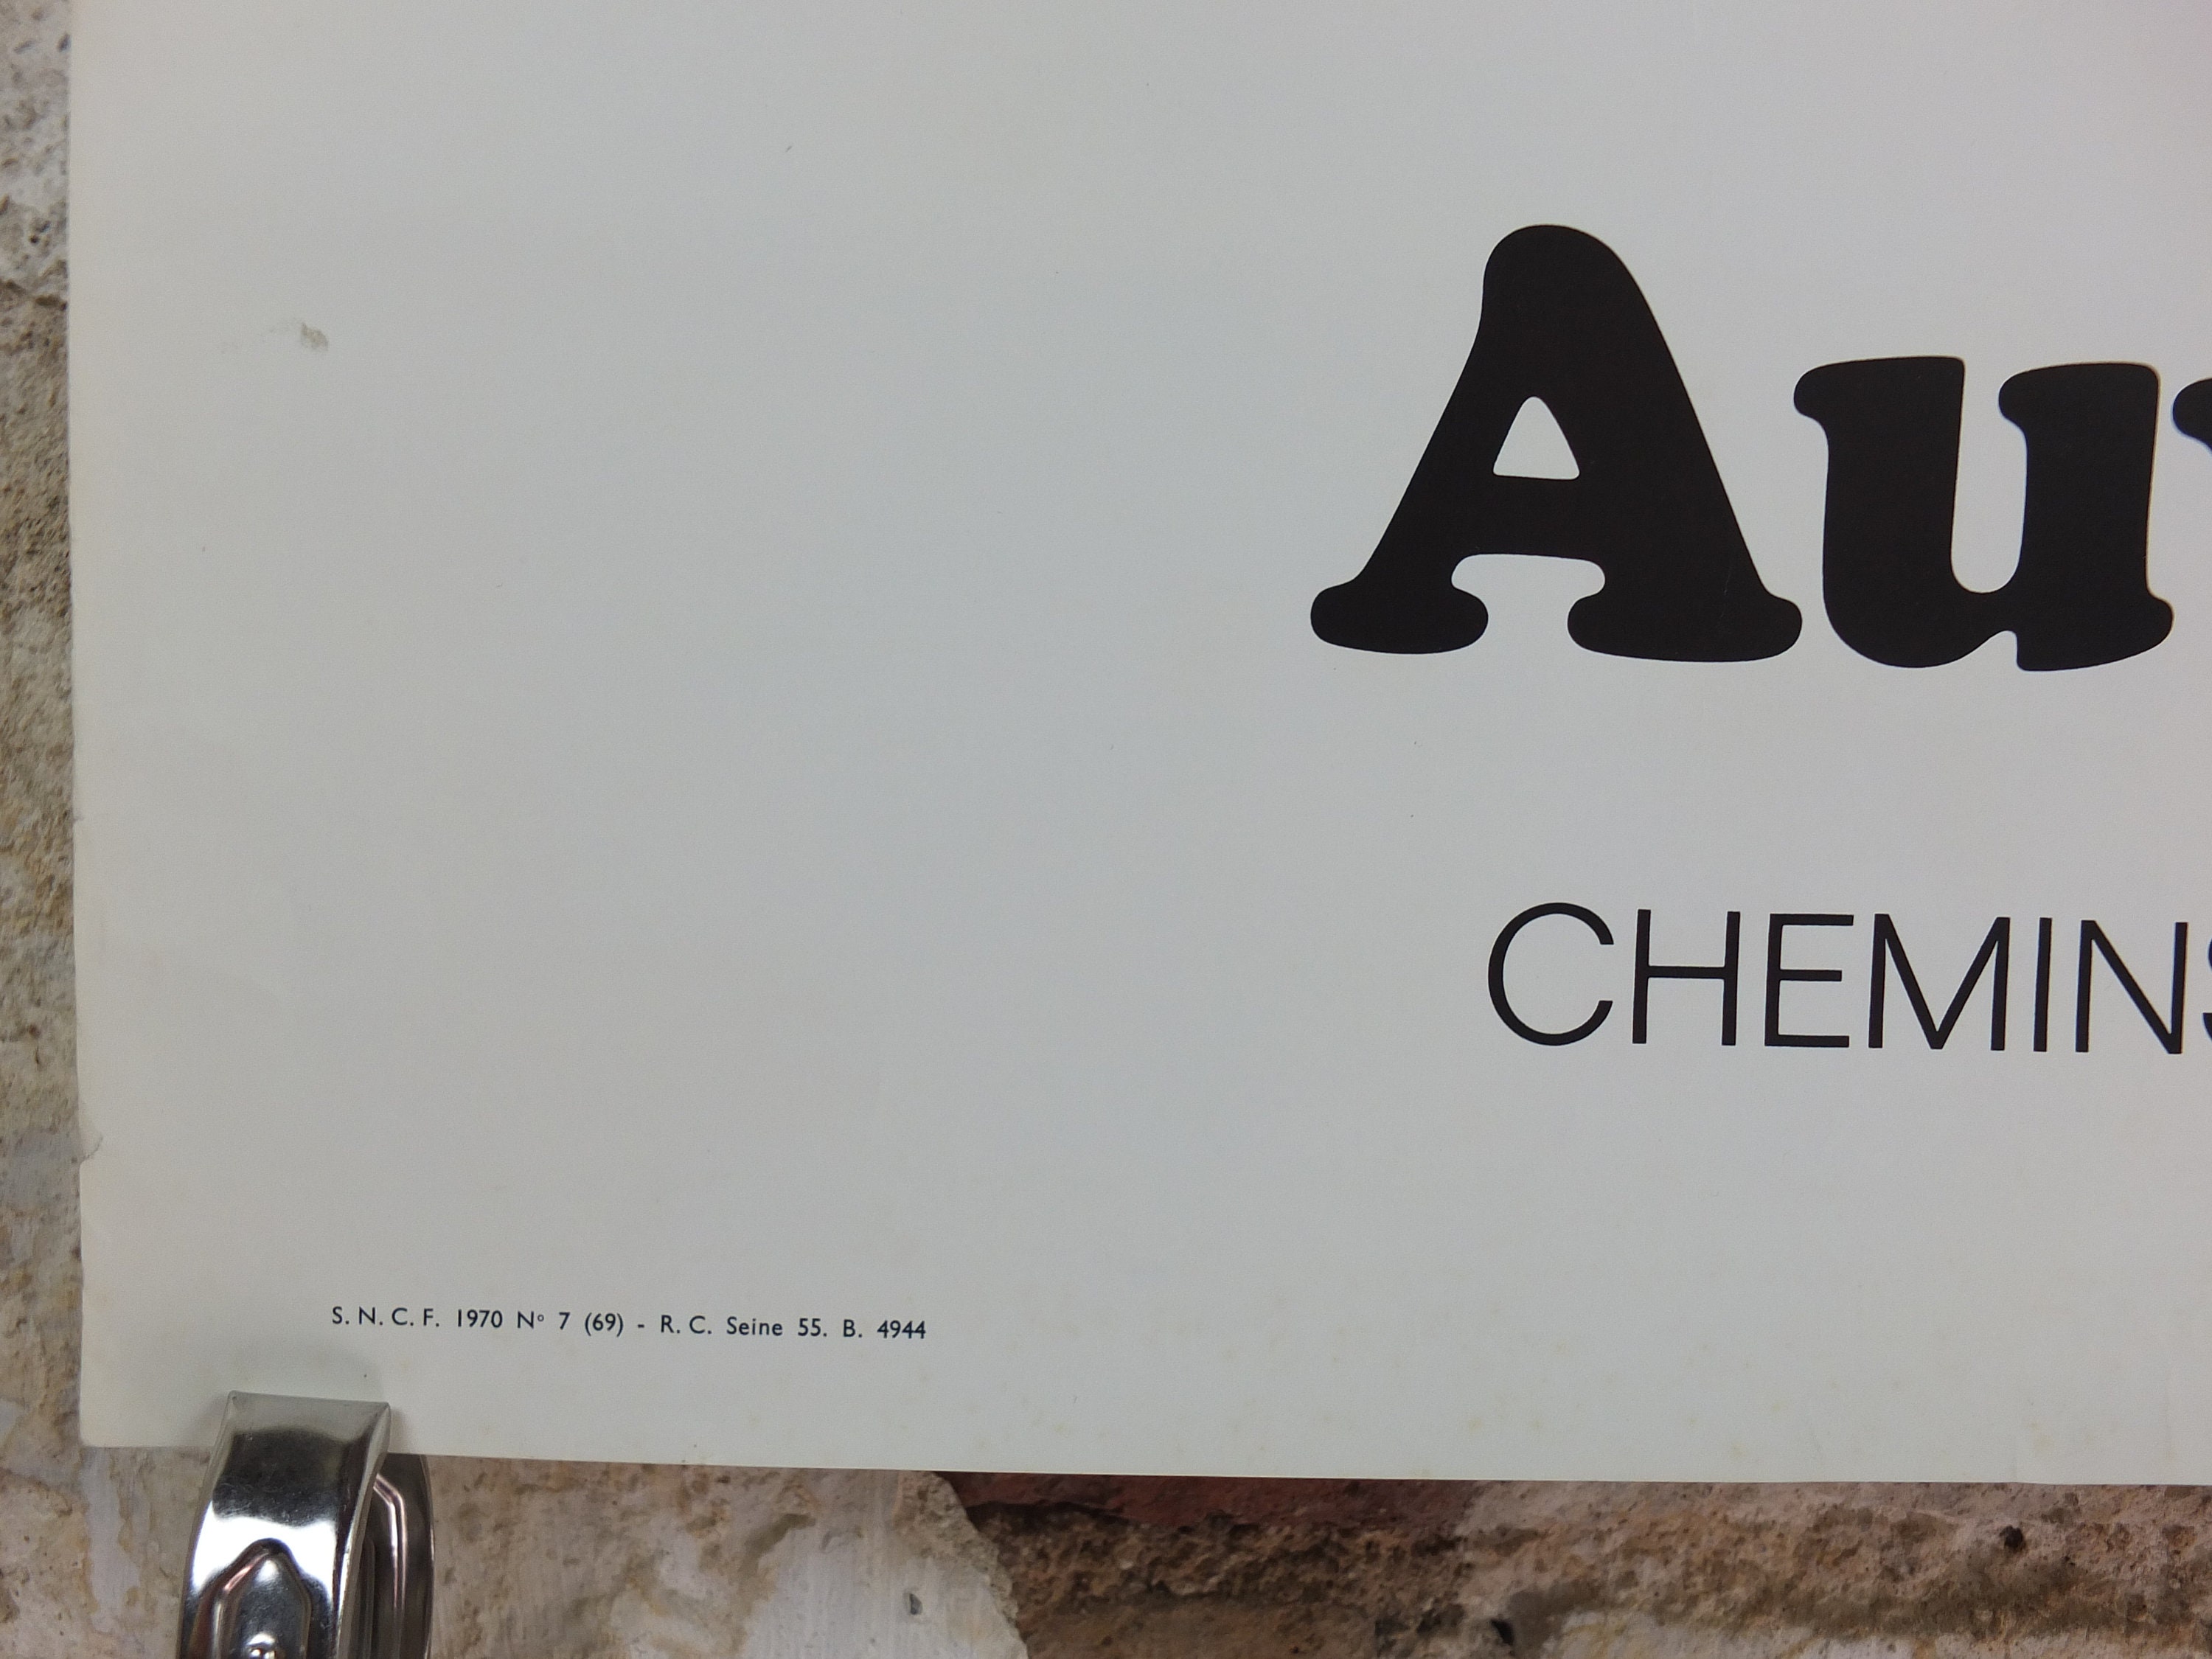 Au
CHEMINS
S. N. C. F. 1970 N° 7 (69) - R. C. Seine 55. B. 4944